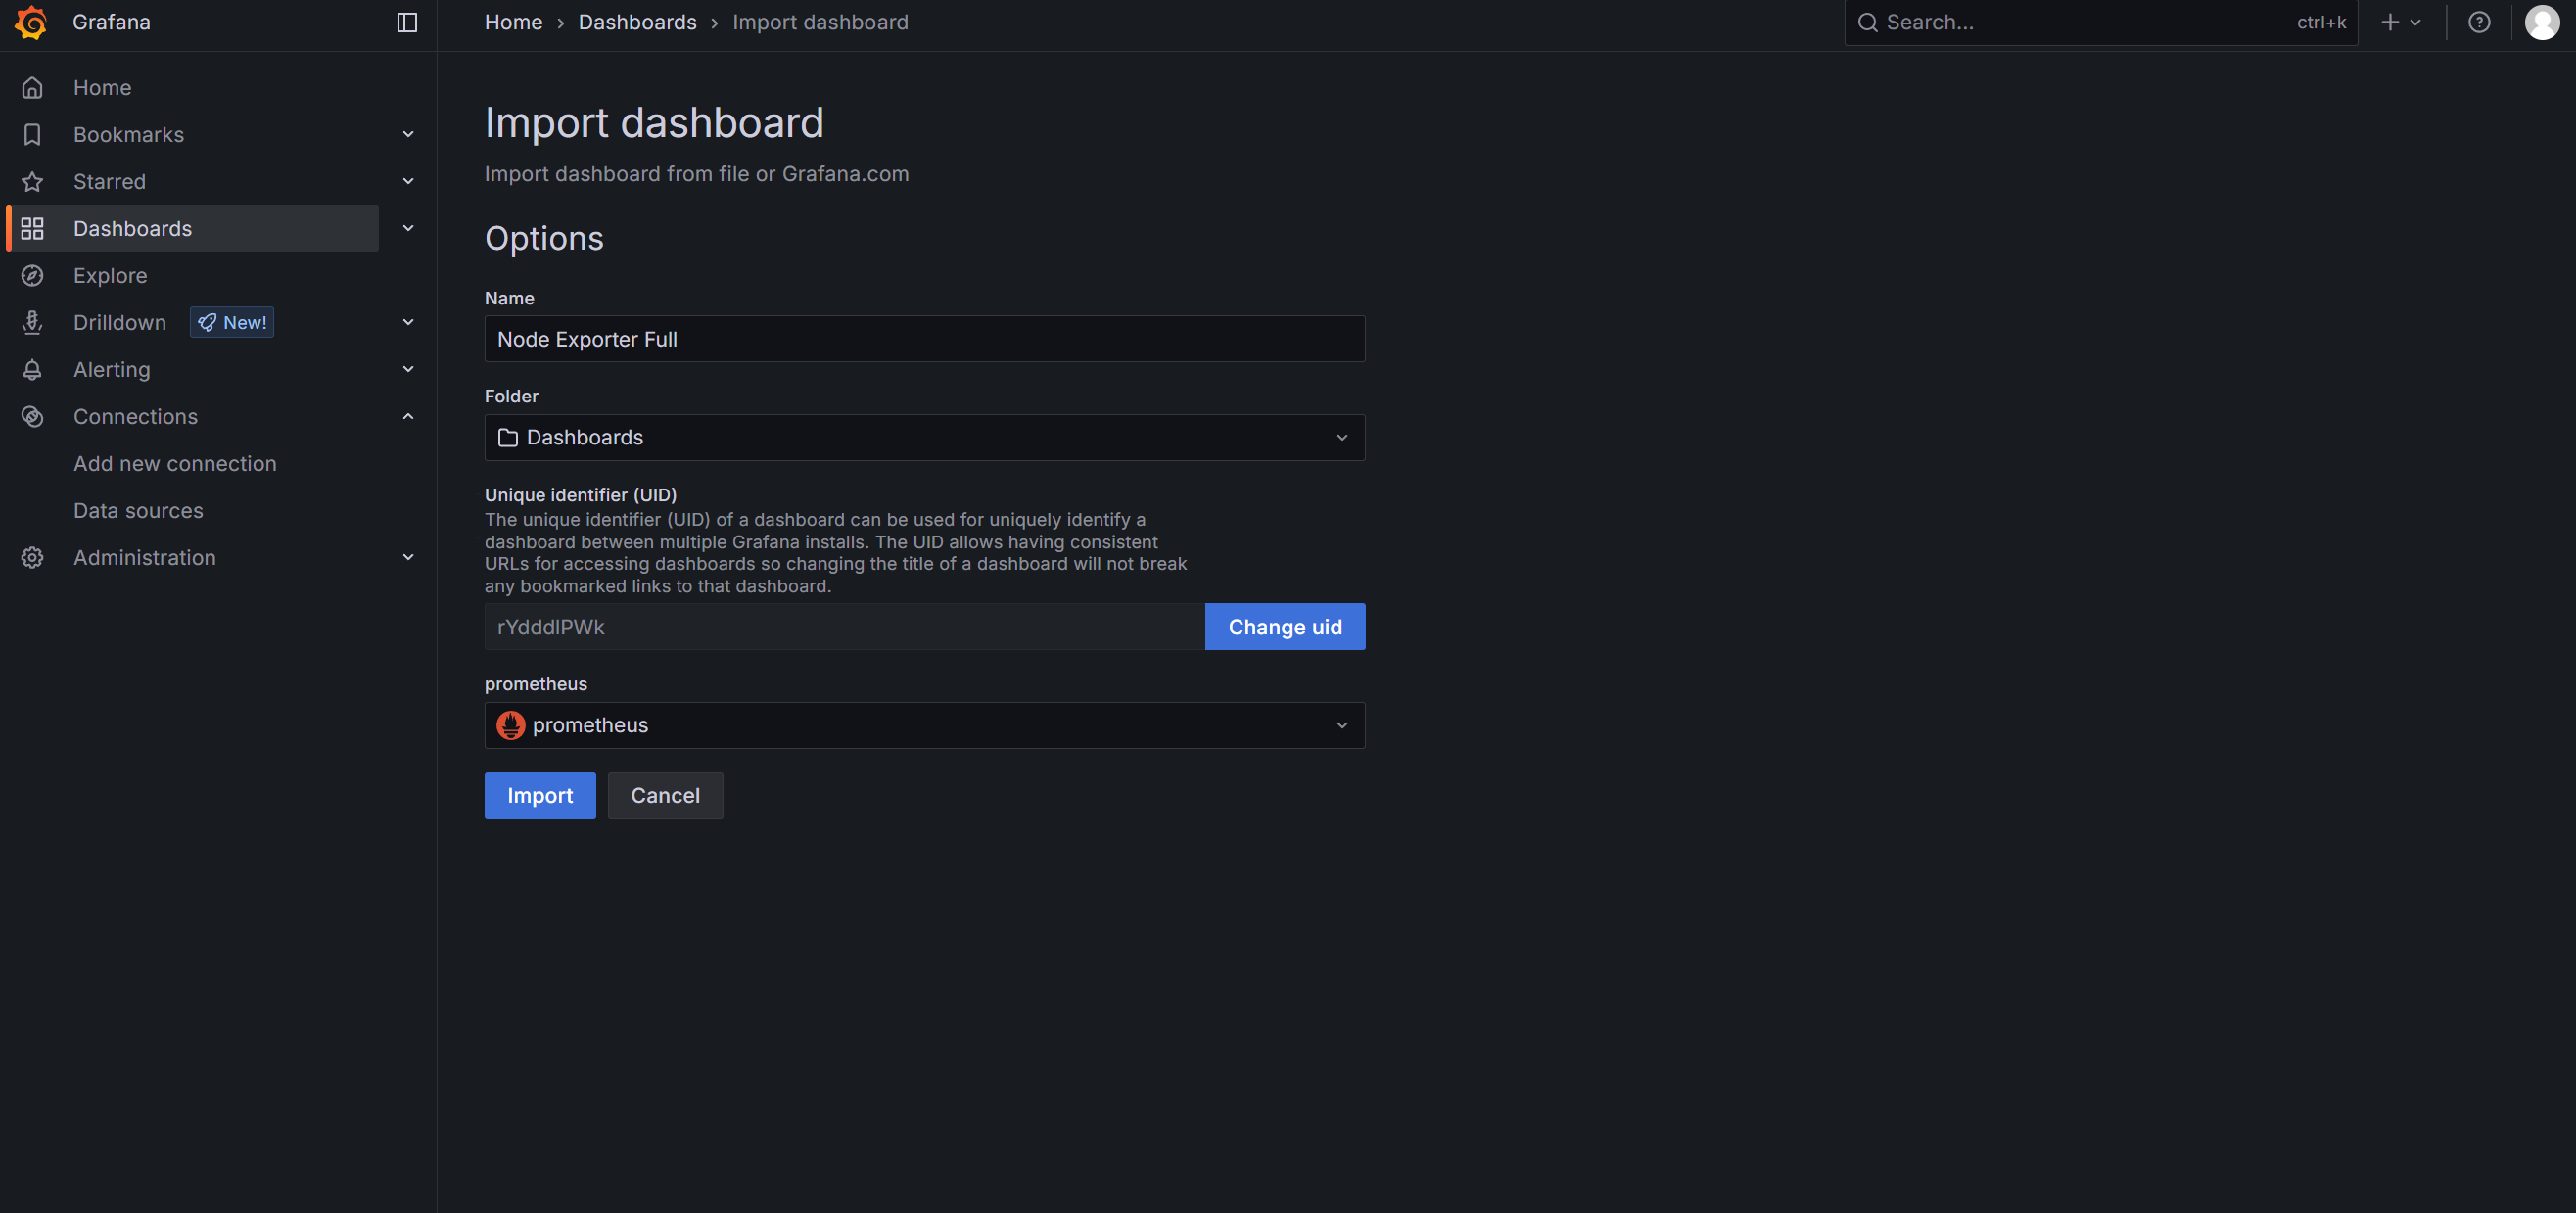 Grafana
Home
Bookmarks
Starred
Dashboards
Explore
Drilldown New!
Alerting
Connections
Add new connection
Data sources
Administration
Home › Dashboards › Import dashboard
Search... ctrl+k
Import dashboard
Import dashboard from file or Grafana.com
Options
Name
Node Exporter Full
Folder
Dashboards
Unique identifier (UID)
The unique identifier (UID) of a dashboard can be used for uniquely identify a
dashboard between multiple Grafana installs. The UID allows having consistent
URLs for accessing dashboards so changing the title of a dashboard will not break
any bookmarked links to that dashboard.
rYdddlPWk Change uid
prometheus
prometheus
Import Cancel